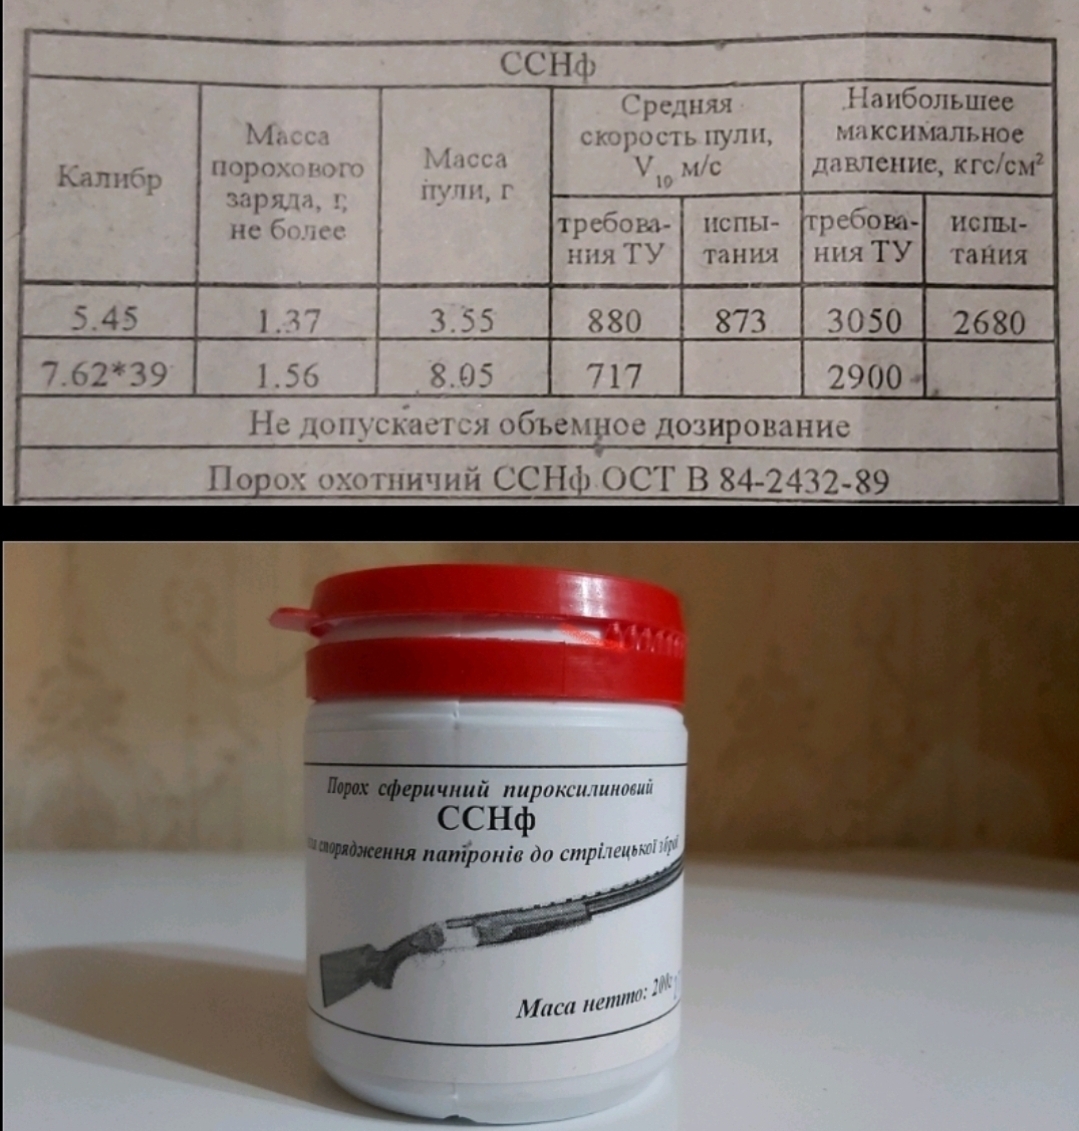 ССНф
Калибр
Масса
порохового
заряда, г,
не более
Масса
пули, г
Средняя
скорость пули,
V10 м/с
Наибольшее
максимальное
давление, кгс/см²
требова-
ния ТУ
испы-
тания
требова-
ния ТУ
испы-
тания
5.45 1.37 3.55 880 873 3050 2680
7.62*39 1.56 8.05 717 2900
Не допускается объемное дозирование
Порох охотничий ССНф ОСТ В 84-2432-89
Порох сферичний пироксилиновий
ССНф
спорядження патронів до стрілецької зброї
Маса нетто: 200г